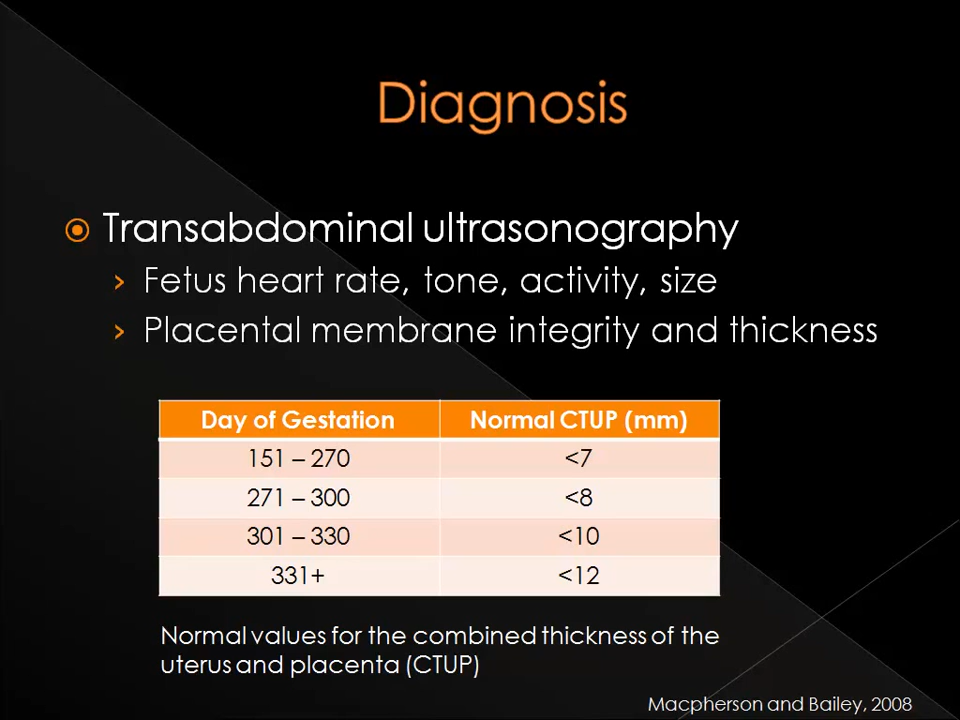 Diagnosis
Transabdominal ultrasonography
› Fetus heart rate, tone, activity, size
› Placental membrane integrity and thickness
Day of Gestation Normal CTUP (mm)
151 – 270 <7
271 – 300 <8
301 – 330 <10
331+ <12
Normal values for the combined thickness of the
uterus and placenta (CTUP)
Macpherson and Bailey, 2008